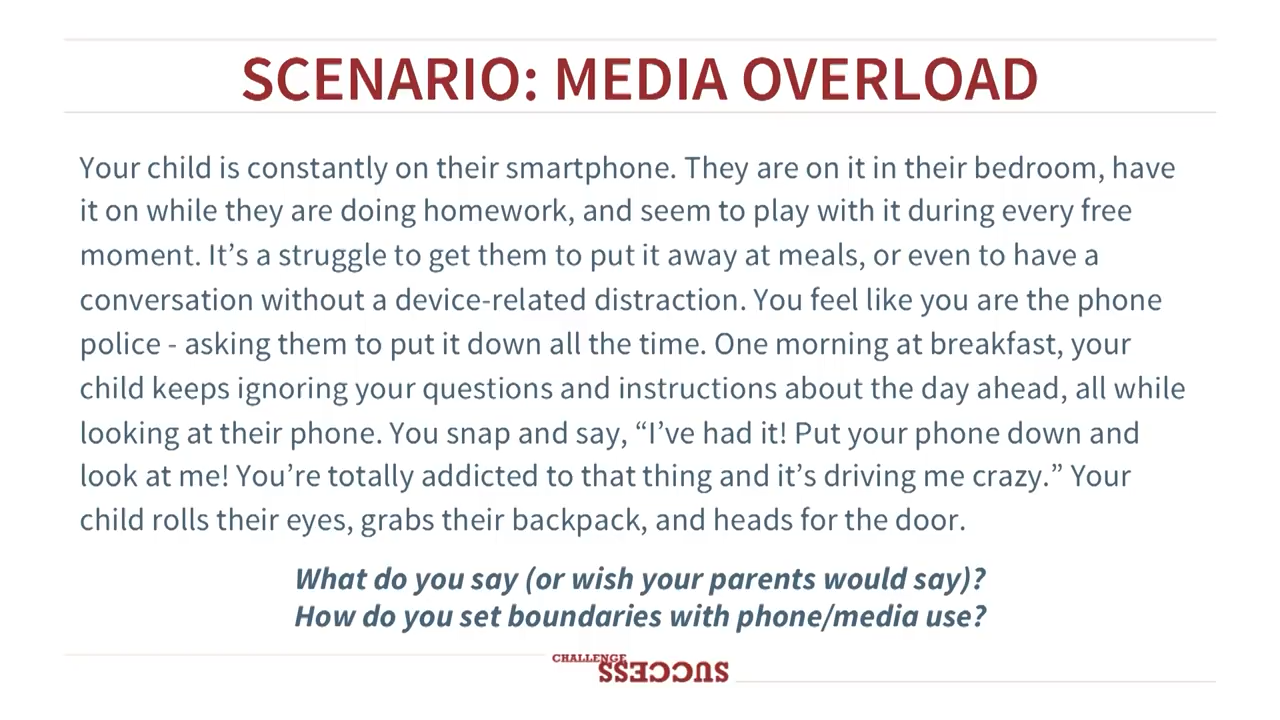 SCENARIO: MEDIA OVERLOAD
Your child is constantly on their smartphone. They are on it in their bedroom, have
it on while they are doing homework, and seem to play with it during every free
moment. It’s a struggle to get them to put it away at meals, or even to have a
conversation without a device-related distraction. You feel like you are the phone
police - asking them to put it down all the time. One morning at breakfast, your
child keeps ignoring your questions and instructions about the day ahead, all while
looking at their phone. You snap and say, “I’ve had it! Put your phone down and
look at me! You’re totally addicted to that thing and it’s driving me crazy.” Your
child rolls their eyes, grabs their backpack, and heads for the door.
What do you say (or wish your parents would say)?
How do you set boundaries with phone/media use?
CHALLENGE
SUCCESS